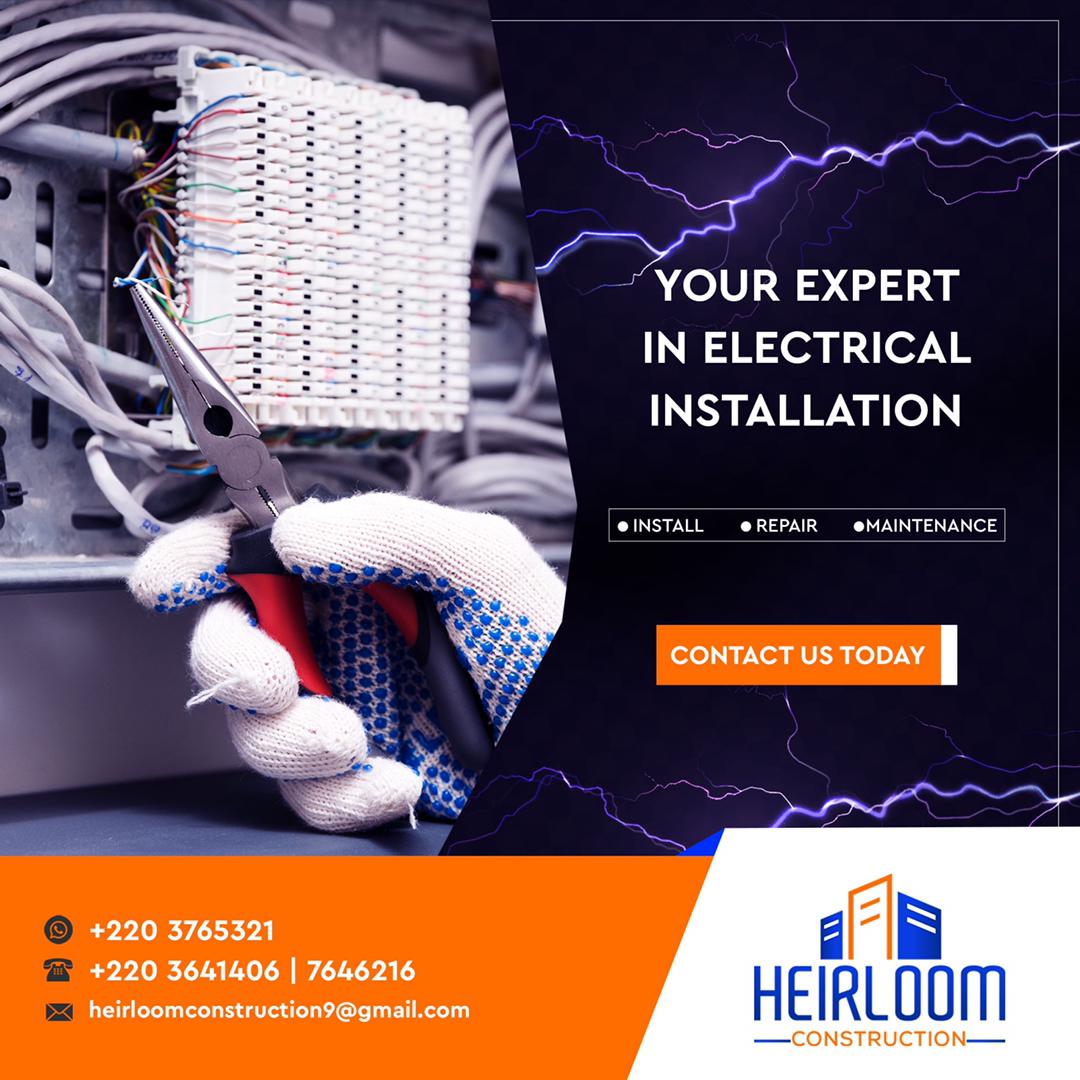 YOUR EXPERT
IN ELECTRICAL
INSTALLATION
● INSTALL ● REPAIR ●MAINTENANCE
CONTACT US TODAY
+220 3765321
+220 3641406 | 7646216
heirloomconstruction9@gmail.com
HEIRLOOM
CONSTRUCTION